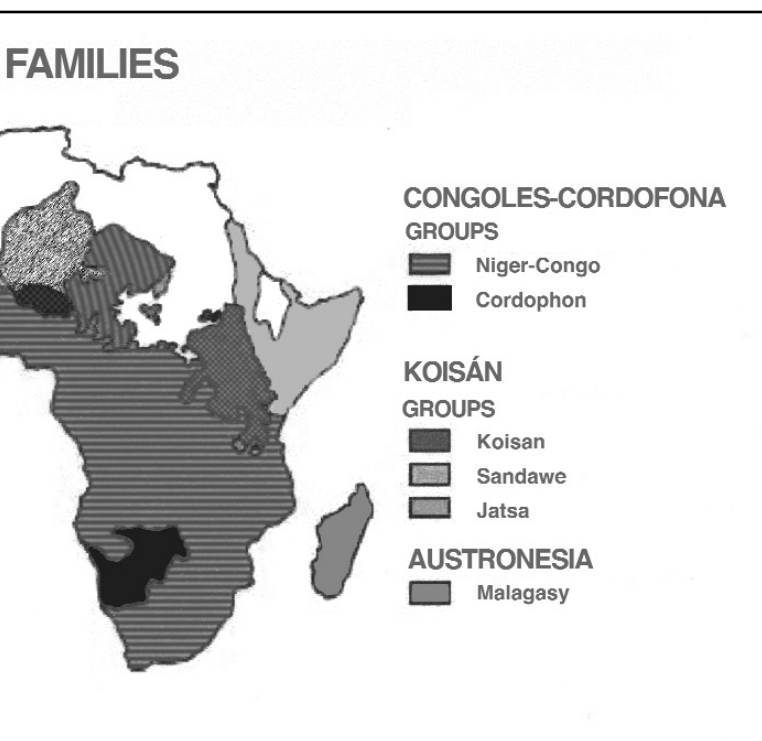 FAMILIES
CONGOLES-CORDOFONA
GROUPS
Niger-Congo
Cordophon
KOISÁN
GROUPS
Koisan
Sandawe
Jatsa
AUSTRONESIA
Malagasy